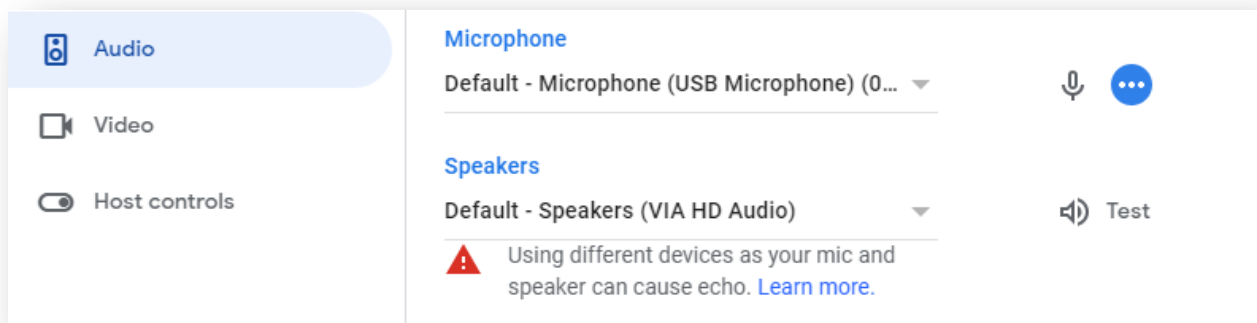 Audio
Video
Host controls
Microphone
Default - Microphone (USB Microphone) (0...
Speakers
Default - Speakers (VIA HD Audio)
Test
Using different devices as your mic and
speaker can cause echo. Learn more.